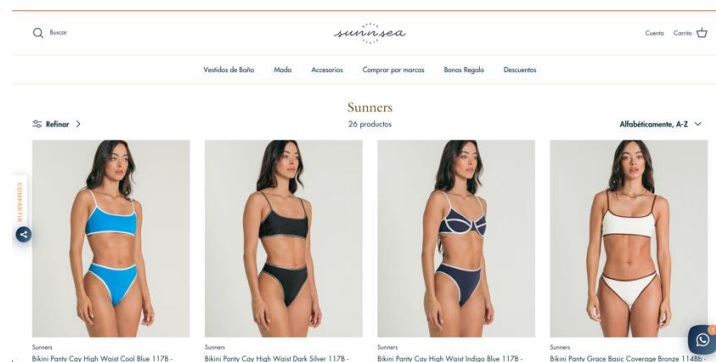 Buscar
sunnsea
Cuenta Carrito
Vestidos de Baño Moda Accesorios Comprar por marcas Bonos Regalo Descuentos
Sunners
Refinar
26 productos
Alfabéticamente, A-Z
COMPARTIR
Sunners Sunners Sunners Sunners
Bikini Panty Cay High Waist Cool Blue 117B - Bikini Panty Cay High Waist Dark Silver 117B - Bikini Panty Cay High Waist Indigo Blue 117B - Bikini Panty Grace Basic Coverage Bronze 114Bb -